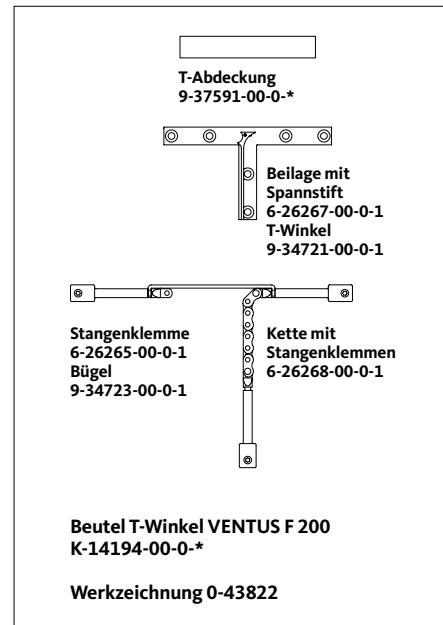 T-Abdeckung
9-37591-00-0-*
Beilage mit
Spannstift
6-26267-00-0-1
T-Winkel
9-34721-00-0-1
Stangenklemme
6-26265-00-0-1
Bügel
9-34723-00-0-1
Kette mit
Stangenklemmen
6-26268-00-0-1
Beutel T-Winkel VENTUS F 200
K-14194-00-0-*
Werkzeichnung 0-43822